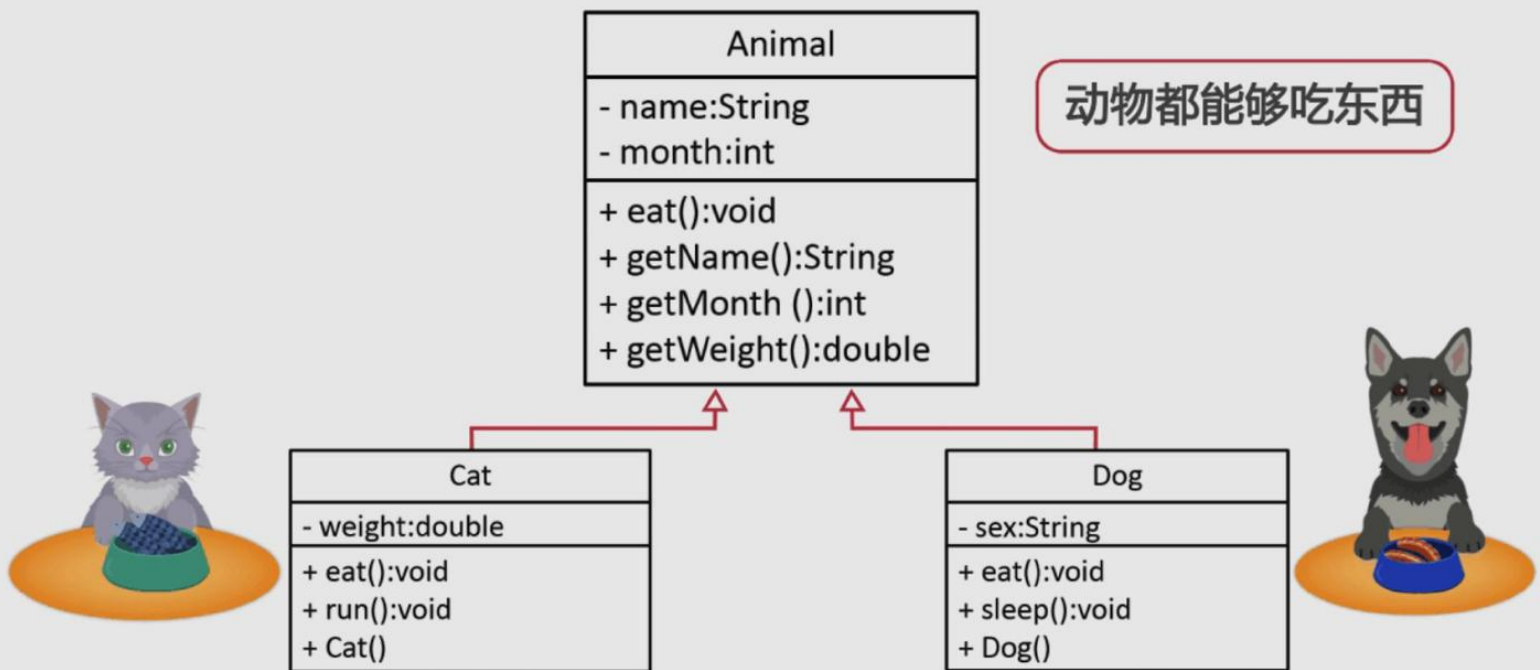 Animal
- name:String
- month:int
+ eat():void
+ getName():String
+ getMonth ():int
+ getWeight():double
动物都能够吃东西
Cat
- weight:double
+ eat():void
+ run():void
+ Cat()
Dog
- sex:String
+ eat():void
+ sleep():void
+ Dog()